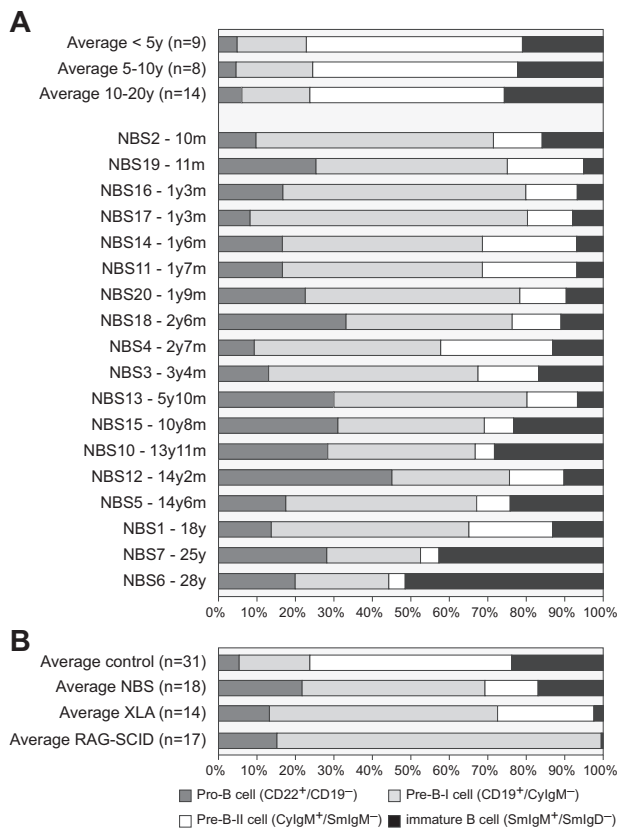 A
Average < 5y (n=9)
Average 5-10y (n=8)
Average 10-20y (n=14)
NBS2 - 10m
NBS19 - 11m
NBS16 - 1y3m
NBS17 - 1y3m
NBS14 - 1y6m
NBS11 - 1y7m
NBS20 - 1y9m
NBS18 - 2y6m
NBS4 - 2y7m
NBS3 - 3y4m
NBS13 - 5y10m
NBS15 - 10y8m
NBS10 - 13y11m
NBS12 - 14y2m
NBS5 - 14y6m
NBS1 - 18y
NBS7 - 25y
NBS6 - 28y
0% 10% 20% 30% 40% 50% 60% 70% 80% 90% 100%
B
Average control (n=31)
Average NBS (n=18)
Average XLA (n=14)
Average RAG-SCID (n=17)
0% 10% 20% 30% 40% 50% 60% 70% 80% 90% 100%
Pro-B cell (CD22⁺/CD19⁻) Pre-B-I cell (CD19⁺/CyIgM⁻)
Pre-B-II cell (CyIgM⁺/SmIgM⁻) immature B cell (SmIgM⁺/SmIgD⁻)